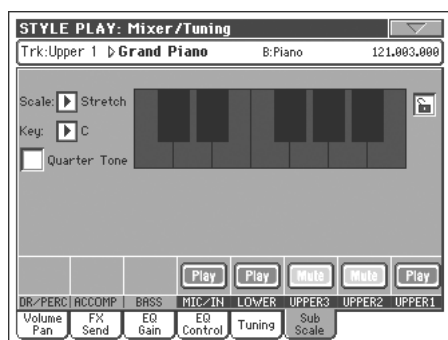 STYLE PLAY: Mixer/Tuning
Trk:Upper 1 Grand Piano B:Piano 121.003.000
Scale: Stretch
Key: C
Quarter Tone
Play Play Mute Mute Play
DR/PERC ACCOMP BASS MIC/IN LOWER UPPER3 UPPER2 UPPER1
Volume Pan FX Send EQ Gain EQ Control Tuning Sub Scale